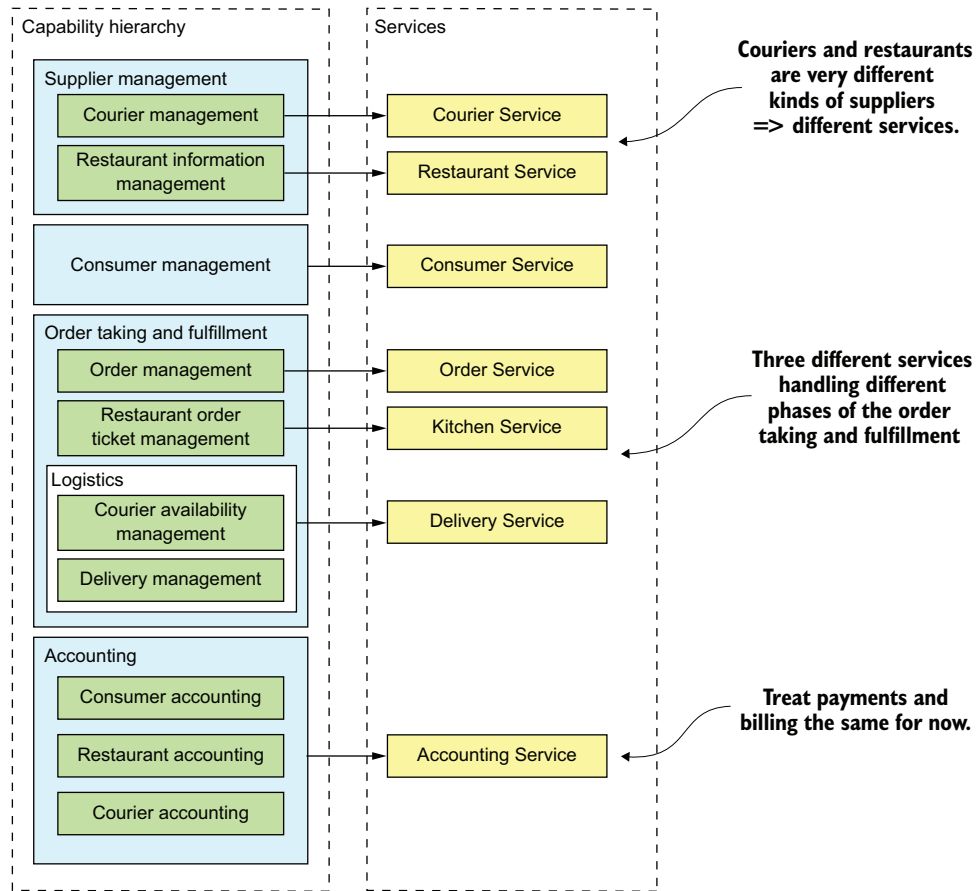 Capability hierarchy
Supplier management
Courier management
Restaurant information
management
Consumer management
Order taking and fulfillment
Order management
Restaurant order
ticket management
Logistics
Courier availability
management
Delivery management
Accounting
Consumer accounting
Restaurant accounting
Courier accounting
Services
Courier Service
Restaurant Service
Consumer Service
Order Service
Kitchen Service
Delivery Service
Accounting Service
Couriers and restaurants
are very different
kinds of suppliers
=> different services.
Three different services
handling different
phases of the order
taking and fulfillment
Treat payments and
billing the same for now.